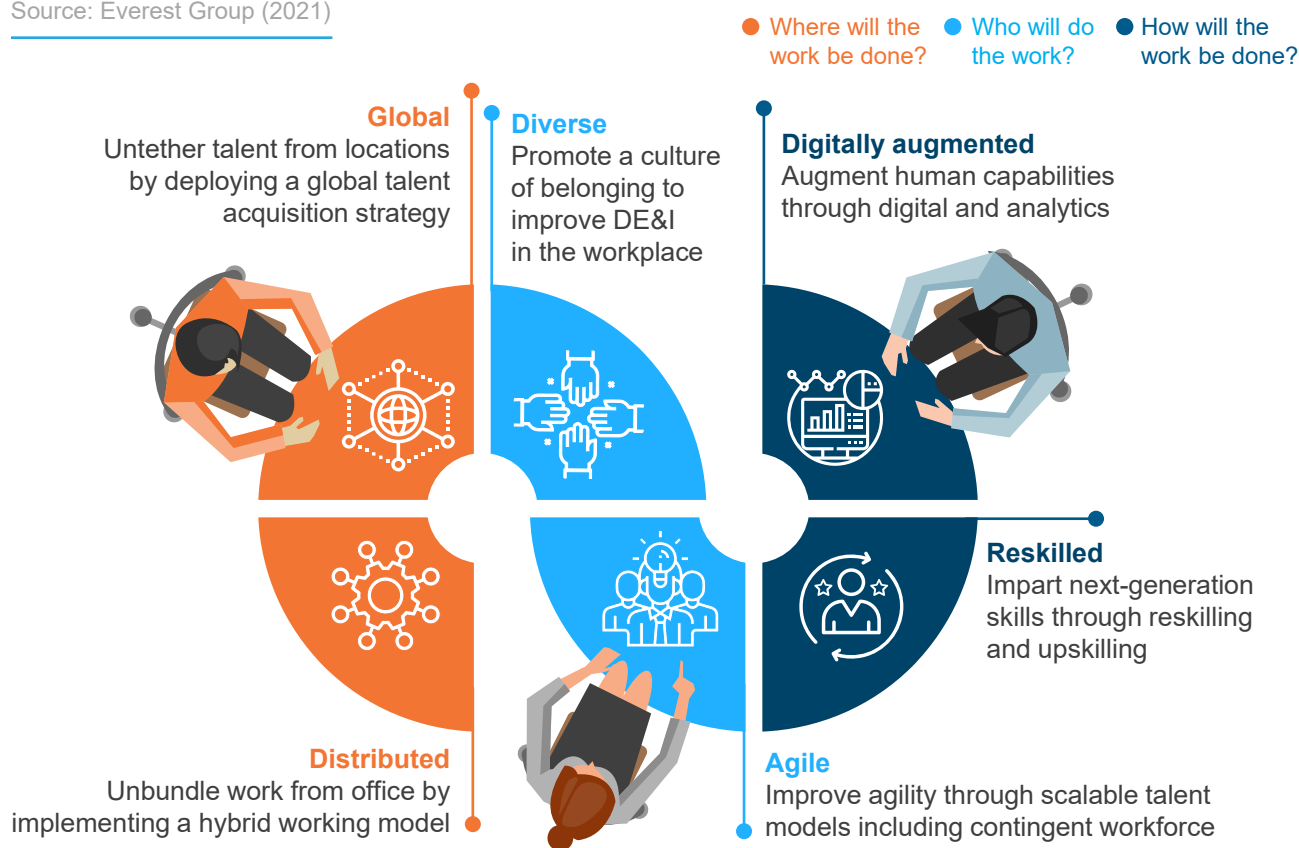 Source: Everest Group (2021)
Where will the
work be done?
Who will do
the work?
How will the
work be done?
Global
Untether talent from locations
by deploying a global talent
acquisition strategy
Diverse
Promote a culture
of belonging to
improve DE&I
in the workplace
Digitally augmented
Augment human capabilities
through digital and analytics
Reskilled
Impart next-generation
skills through reskilling
and upskilling
Distributed
Unbundle work from office by
implementing a hybrid working model
Agile
Improve agility through scalable talent
models including contingent workforce